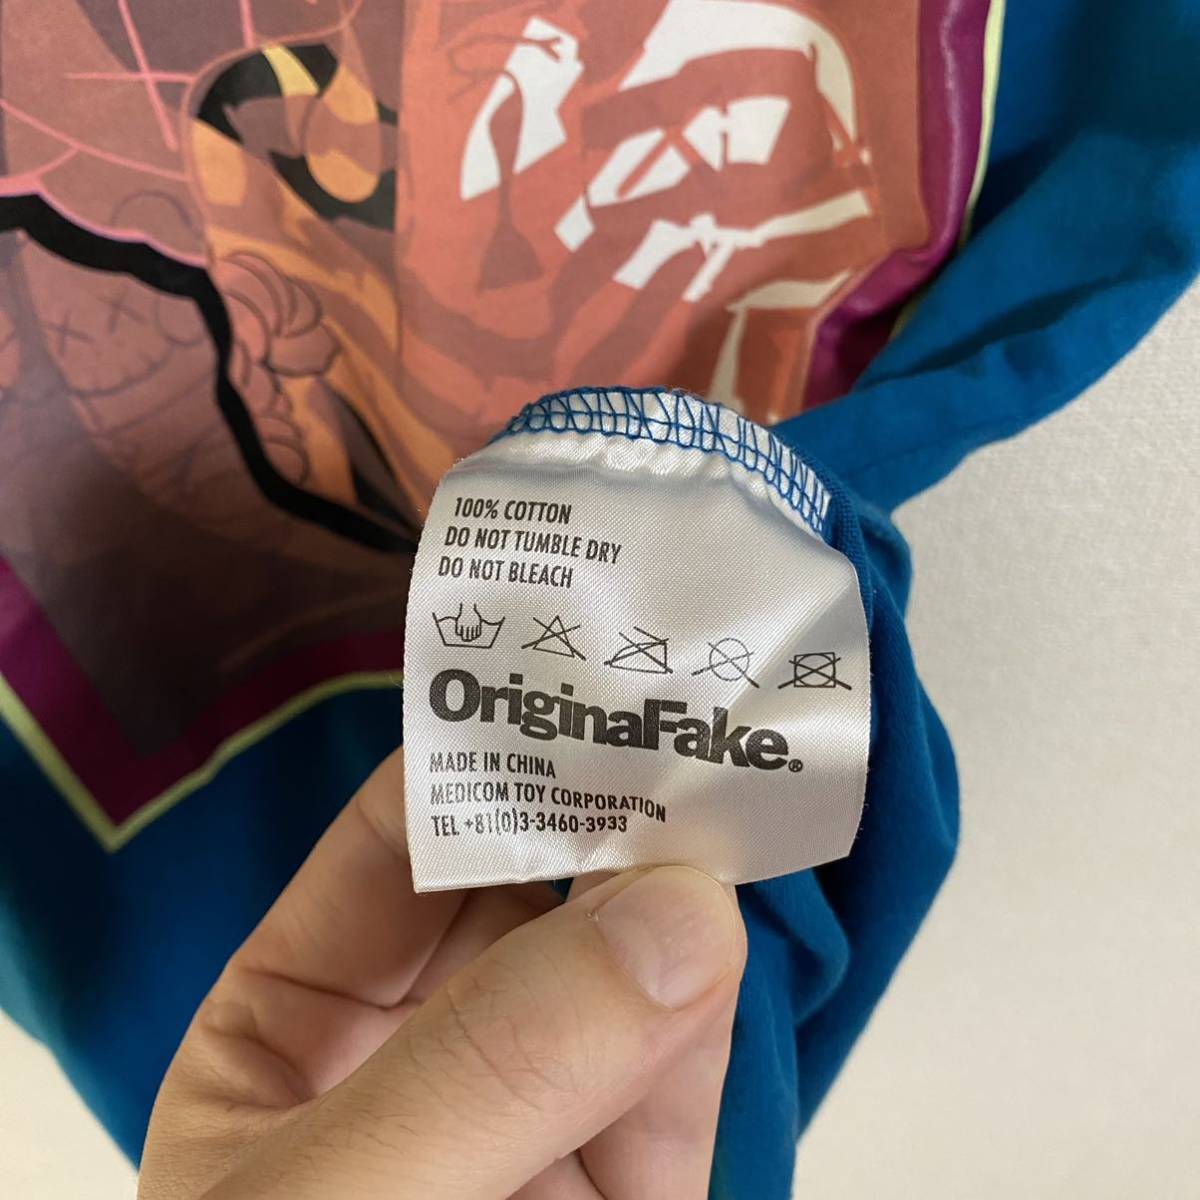 100% COTTON
DO NOT TUMBLE DRY
DO NOT BLEACH
OriginalFake®
MADE IN CHINA
MEDICOM TOY CORPORATION
TEL +81(0)3-3460-3933